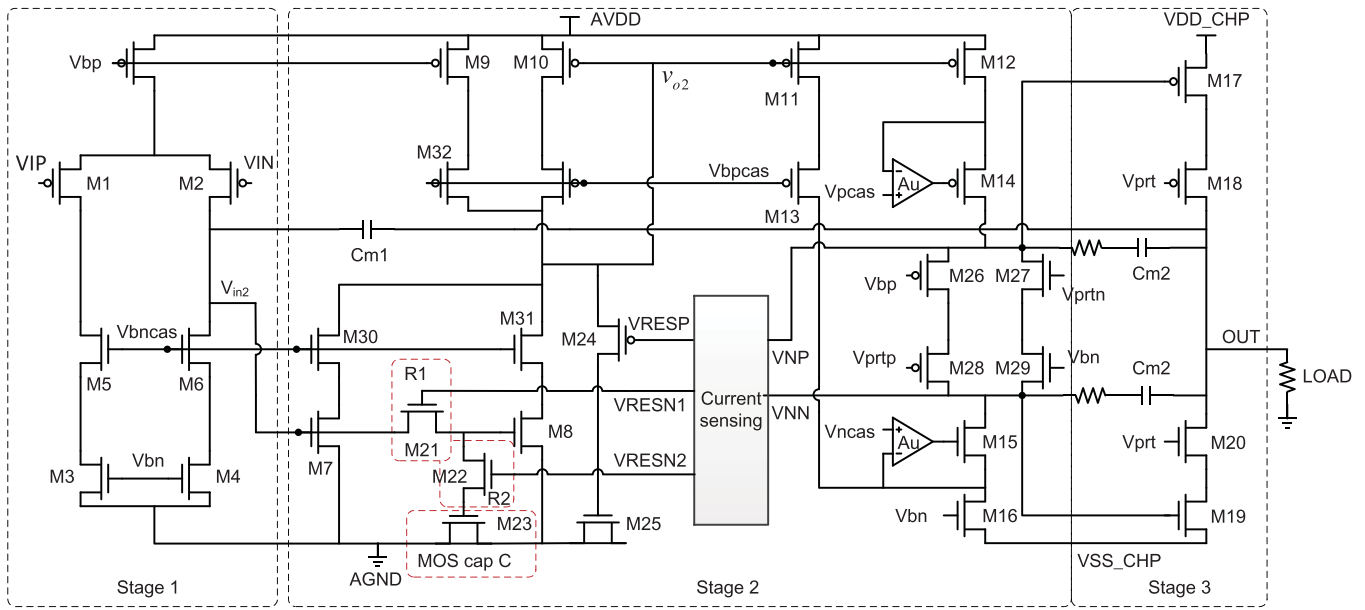 AVDD
VDD_CHP
Vbp
M9
M10
v_{o2}
M11
M12
M17
VIP
M1
M2
VIN
M32
Vbpcas
M13
Vpcas
Au
M14
Vprt
M18
Cm1
Cm2
Vin2
Vbp
M26
M27
Vprtn
Vbncas
M5
M6
M30
M31
M24
VRESP
VNP
OUT
LOAD
Vprtp
M28
M29
Vbn
Cm2
R1
VRESN1
Current
sensing
VNN
M21
M8
Vncas
Au
M15
Vprt
M20
M3
Vbn
M4
M7
M22
R2
VRESN2
M23
M25
Vbn
M16
M19
MOS cap C
AGND
VSS_CHP
Stage 1
Stage 2
Stage 3